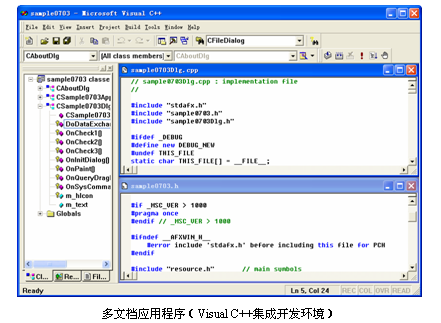 sample0703 - Microsoft Visual C++
File Edit View Insert Project Build Tools Window Help
CFileDialog
CAboutDlg
[All class members]
CAboutDlg
sample0703 classe
CAboutDlg
CSample0703App
CSample0703Dlg
CSample0703
DoDataExchar
OnCheck1()
OnCheck2()
OnCheck3()
OnInitDialog()
OnPaint()
OnQueryDragI
OnSysComma
m_hIcon
m_text
Globals
Cl...
Re...
Fil...
sample0703Dlg.cpp
// sample0703Dlg.cpp : implementation file
//
#include "stdafx.h"
#include "sample0703.h"
#include "sample0703Dlg.h"
#ifdef _DEBUG
#define new DEBUG_NEW
#undef THIS_FILE
static char THIS_FILE[] = __FILE__;
sample0703.h
#if _MSC_VER > 1000
#pragma once
#endif // _MSC_VER > 1000
#ifndef __AFXWIN_H__
#error include 'stdafx.h' before including this file for PCH
#endif
#include "resource.h" // main symbols
Ready
Ln 5, Col 24
REC COL OVR READ
多文档应用程序（Visual C++集成开发环境）